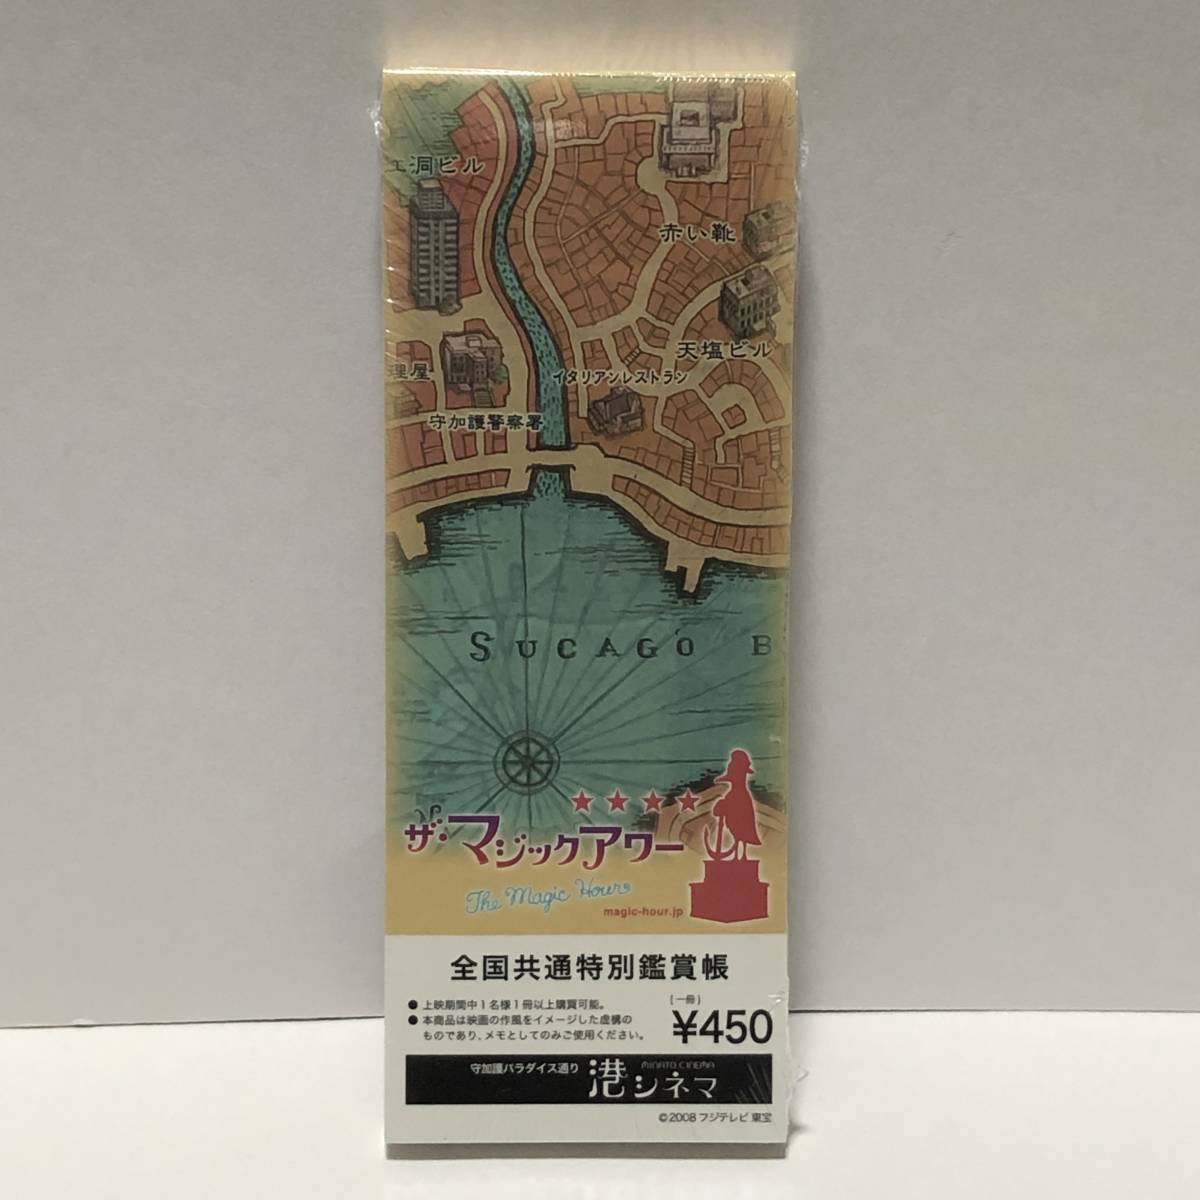 エ洞ビル
赤い靴
天塩ビル
理屋
イタリアンレストラン
守加護警察署
SUCAGO B
ザ・マジックアワー
The Magic Hour
magic-hour.jp
全国共通特別鑑賞帳
● 上映期間中1名様1冊以上購買可能。
● 本商品は映画の作風をイメージした虚構の
ものであり、メモとしてのみご使用ください。
(一冊)
¥450
守加護パラダイス通り
MINATO CINEMA
港シネマ
©2008 フジテレビ 東宝